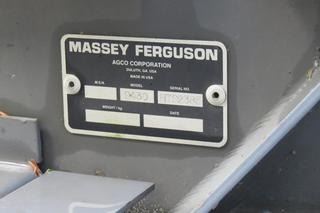 MASSEY FERGUSON
AGCO CORPORATION
DULUTH, GA. USA
MADE IN USA
M.S.N. MODEL SERIAL NO.
WEIGHT/kg DATE